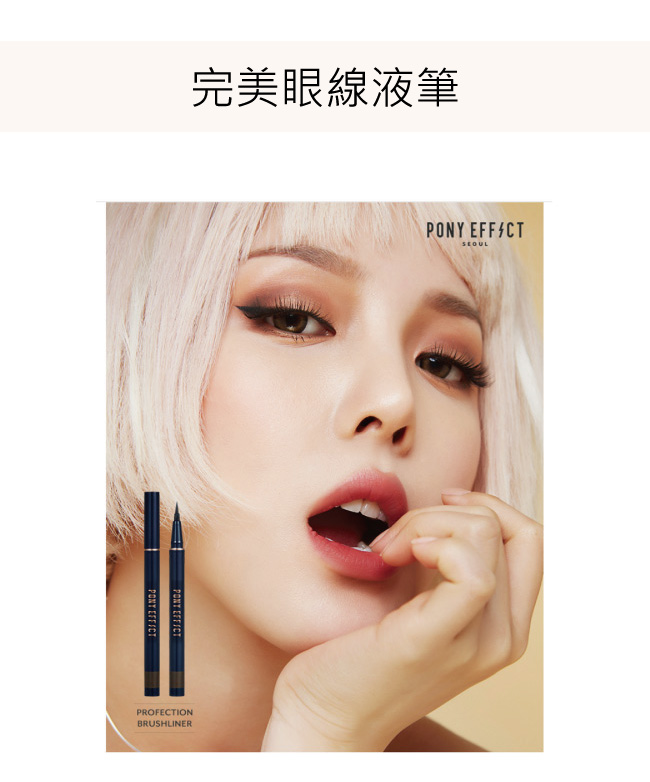 完美眼線液筆
PONY EFFECT
SEOUL
PONY EFFECT
PONY EFFECT
PROFECTION
BRUSHLINER